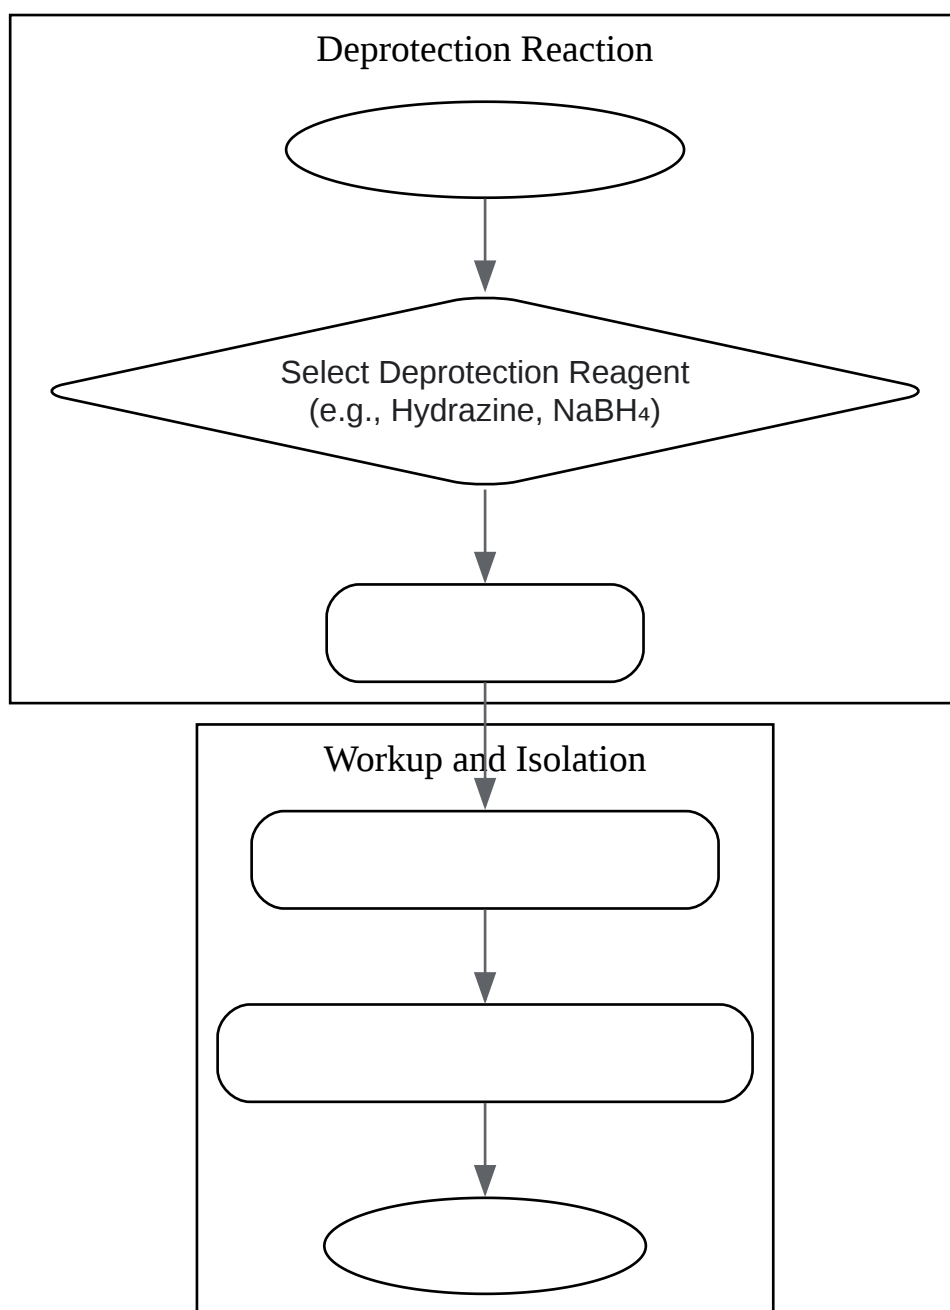 Deprotection Reaction
Select Deprotection Reagent
(e.g., Hydrazine, NaBH₄)
Workup and Isolation